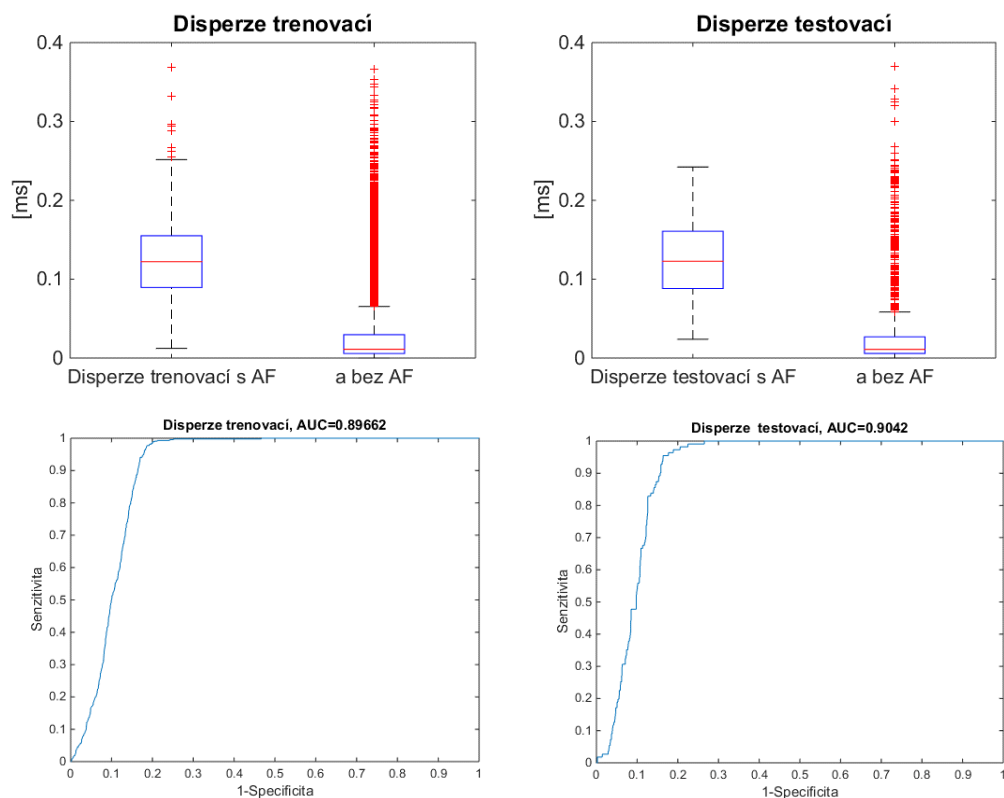 Disperze trenovací
0.4
0.3
0.2
0.1
0
[ms]
Disperze trenovací s AF
a bez AF
Disperze testovací
0.4
0.3
0.2
0.1
0
[ms]
Disperze testovací s AF
a bez AF
Disperze trenovací, AUC=0.89662
1
0.9
0.8
0.7
0.6
0.5
0.4
0.3
0.2
0.1
0
Senzitivita
0 0.1 0.2 0.3 0.4 0.5 0.6 0.7 0.8 0.9 1
1-Specificita
Disperze testovací, AUC=0.9042
1
0.9
0.8
0.7
0.6
0.5
0.4
0.3
0.2
0.1
0
Senzitivita
0 0.1 0.2 0.3 0.4 0.5 0.6 0.7 0.8 0.9 1
1-Specificita